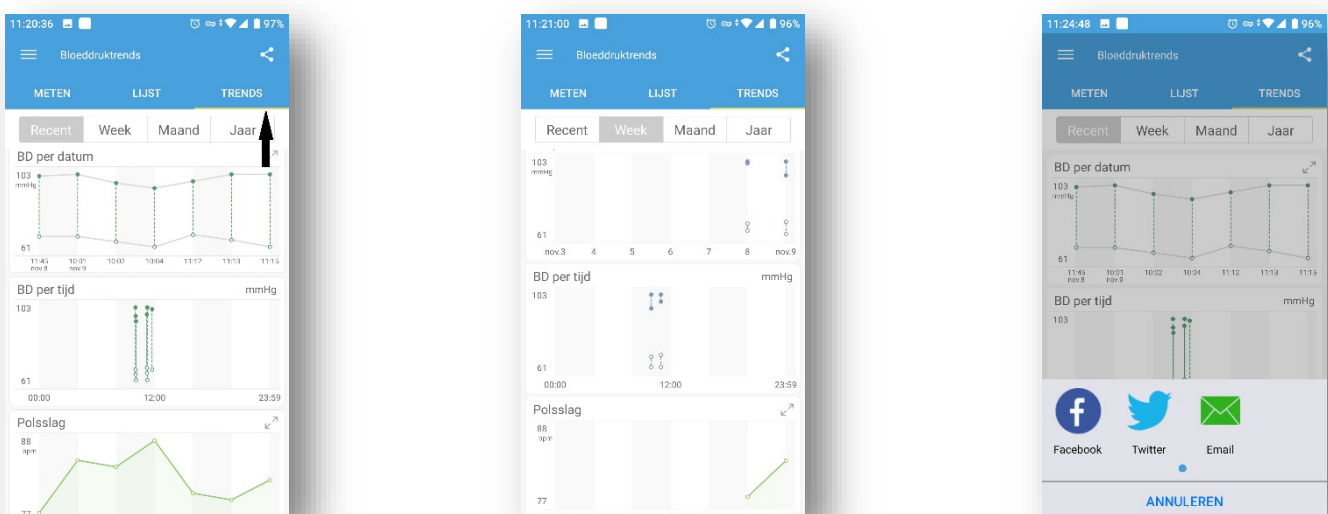 11:20:36 97%
Bloeddruktrends
METEN LIJST TRENDS
Recent Week Maand Jaar
BD per datum
103
mmHg
61
11:45 10:01 10:02 10:04 11:12 11:13 11:15
nov.8 nov.9
BD per tijd mmHg
103
61
00:00 12:00 23:59
Polsslag
88
bpm
77
11:21:00 96%
Bloeddruktrends
METEN LIJST TRENDS
Recent Week Maand Jaar
103
mmHg
61
nov.3 4 5 6 7 8 nov.9
BD per tijd mmHg
103
61
00:00 12:00 23:59
Polsslag
88
bpm
77
11:24:48 96%
Bloeddruktrends
METEN LIJST TRENDS
Recent Week Maand Jaar
BD per datum
103
mmHg
61
11:45 10:01 10:02 10:04 11:12 11:13 11:15
nov.8 nov.9
BD per tijd mmHg
103
Facebook Twitter Email
ANNULEREN